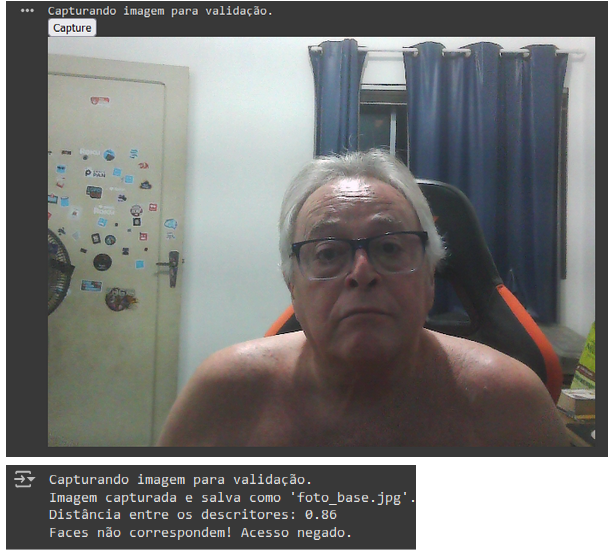 Capturando imagem para validação.
Capture
Capturando imagem para validação.
Imagem capturada e salva como 'foto_base.jpg'.
Distância entre os descritores: 0.86
Faces não correspondem! Acesso negado.